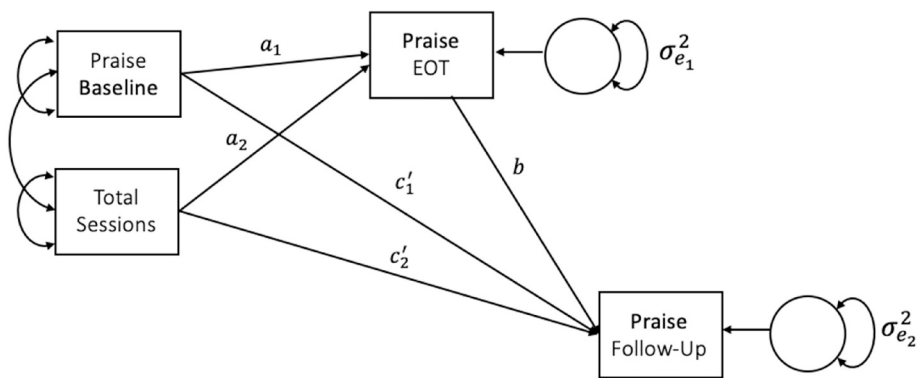 Praise
Baseline
a₁
Praise
EOT
σ²ₑ₁
a₂
b
Total
Sessions
c′₁
c′₂
Praise
Follow-Up
σ²ₑ₂